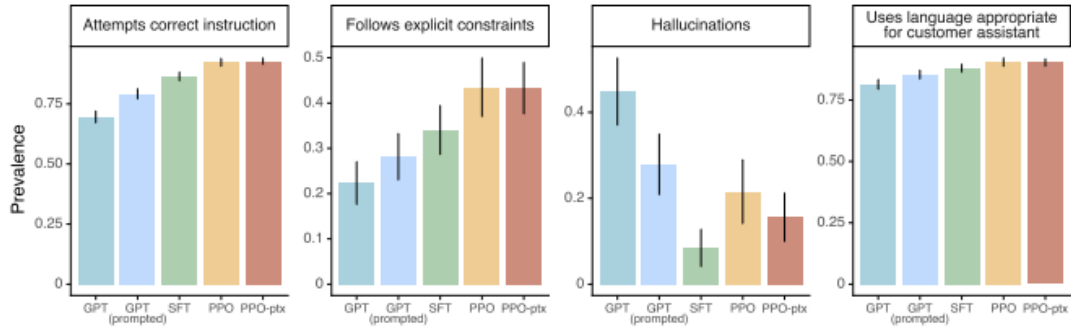 Attempts correct instruction
Prevalence
0.75
0.50
0.25
0
GPT
GPT
(prompted)
SFT
PPO
PPO-ptx
Follows explicit constraints
0.5
0.4
0.3
0.2
0.1
0
GPT
GPT
(prompted)
SFT
PPO
PPO-ptx
Hallucinations
0.4
0.2
0
GPT
GPT
(prompted)
SFT
PPO
PPO-ptx
Uses language appropriate
for customer assistant
0.75
0.50
0.25
0
GPT
GPT
(prompted)
SFT
PPO
PPO-ptx